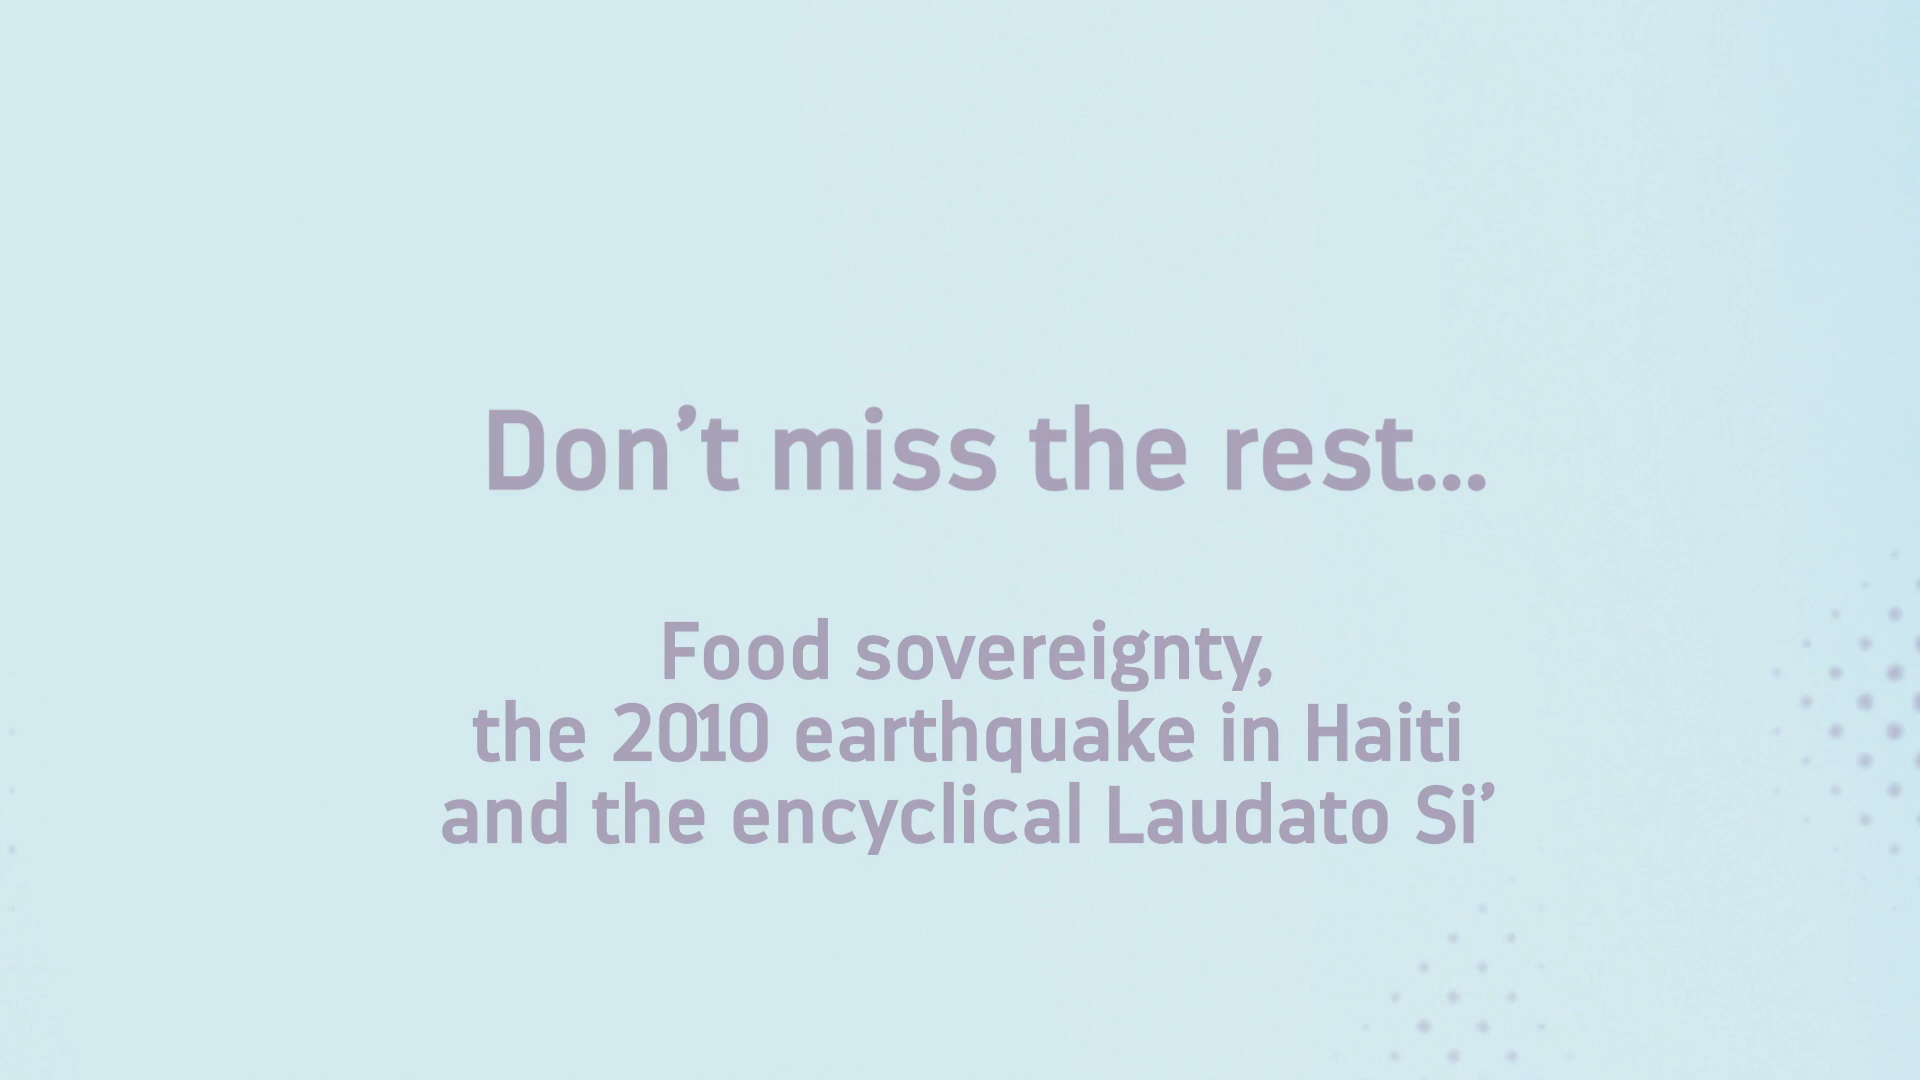 Don’t miss the rest...
Food sovereignty,
the 2010 earthquake in Haiti
and the encyclical Laudato Si’